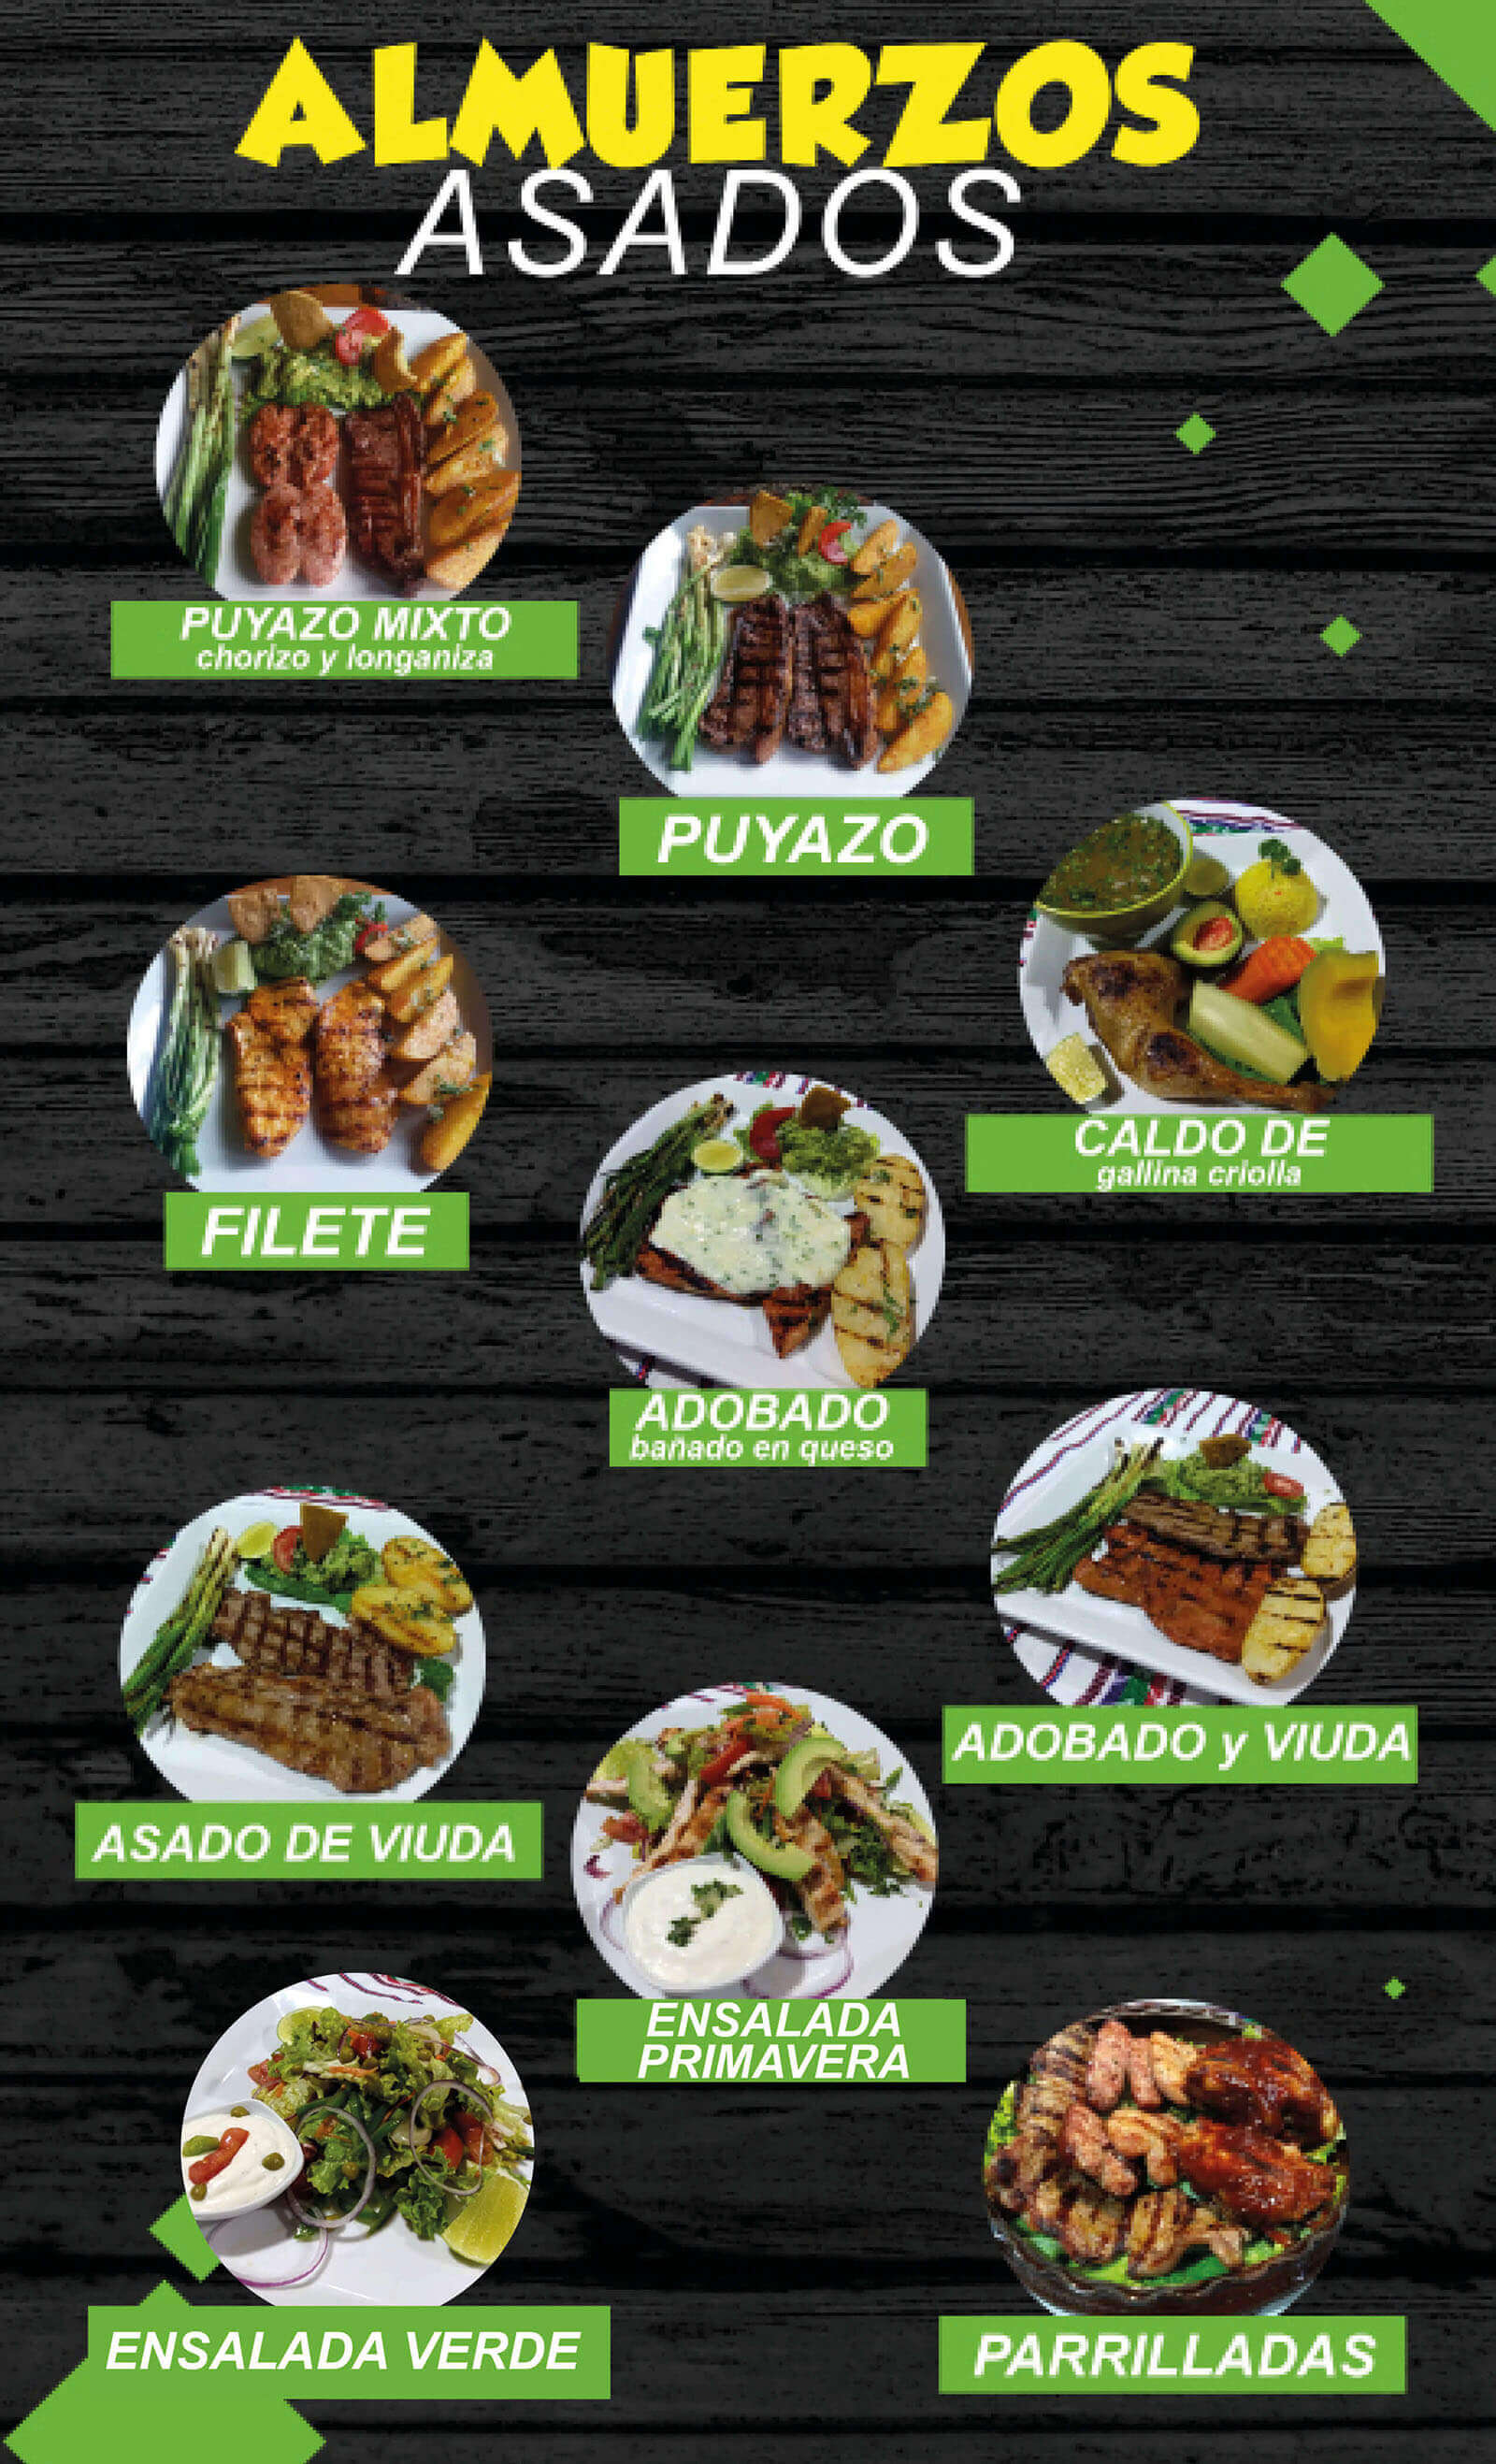 ALMUERZOS
ASADOS
PUYAZO MIXTO
chorizo y longaniza
PUYAZO
CALDO DE
gallina criolla
FILETE
ADOBADO
bañado en queso
ADOBADO y VIUDA
ASADO DE VIUDA
ENSALADA
PRIMAVERA
ENSALADA VERDE
PARRILLADAS